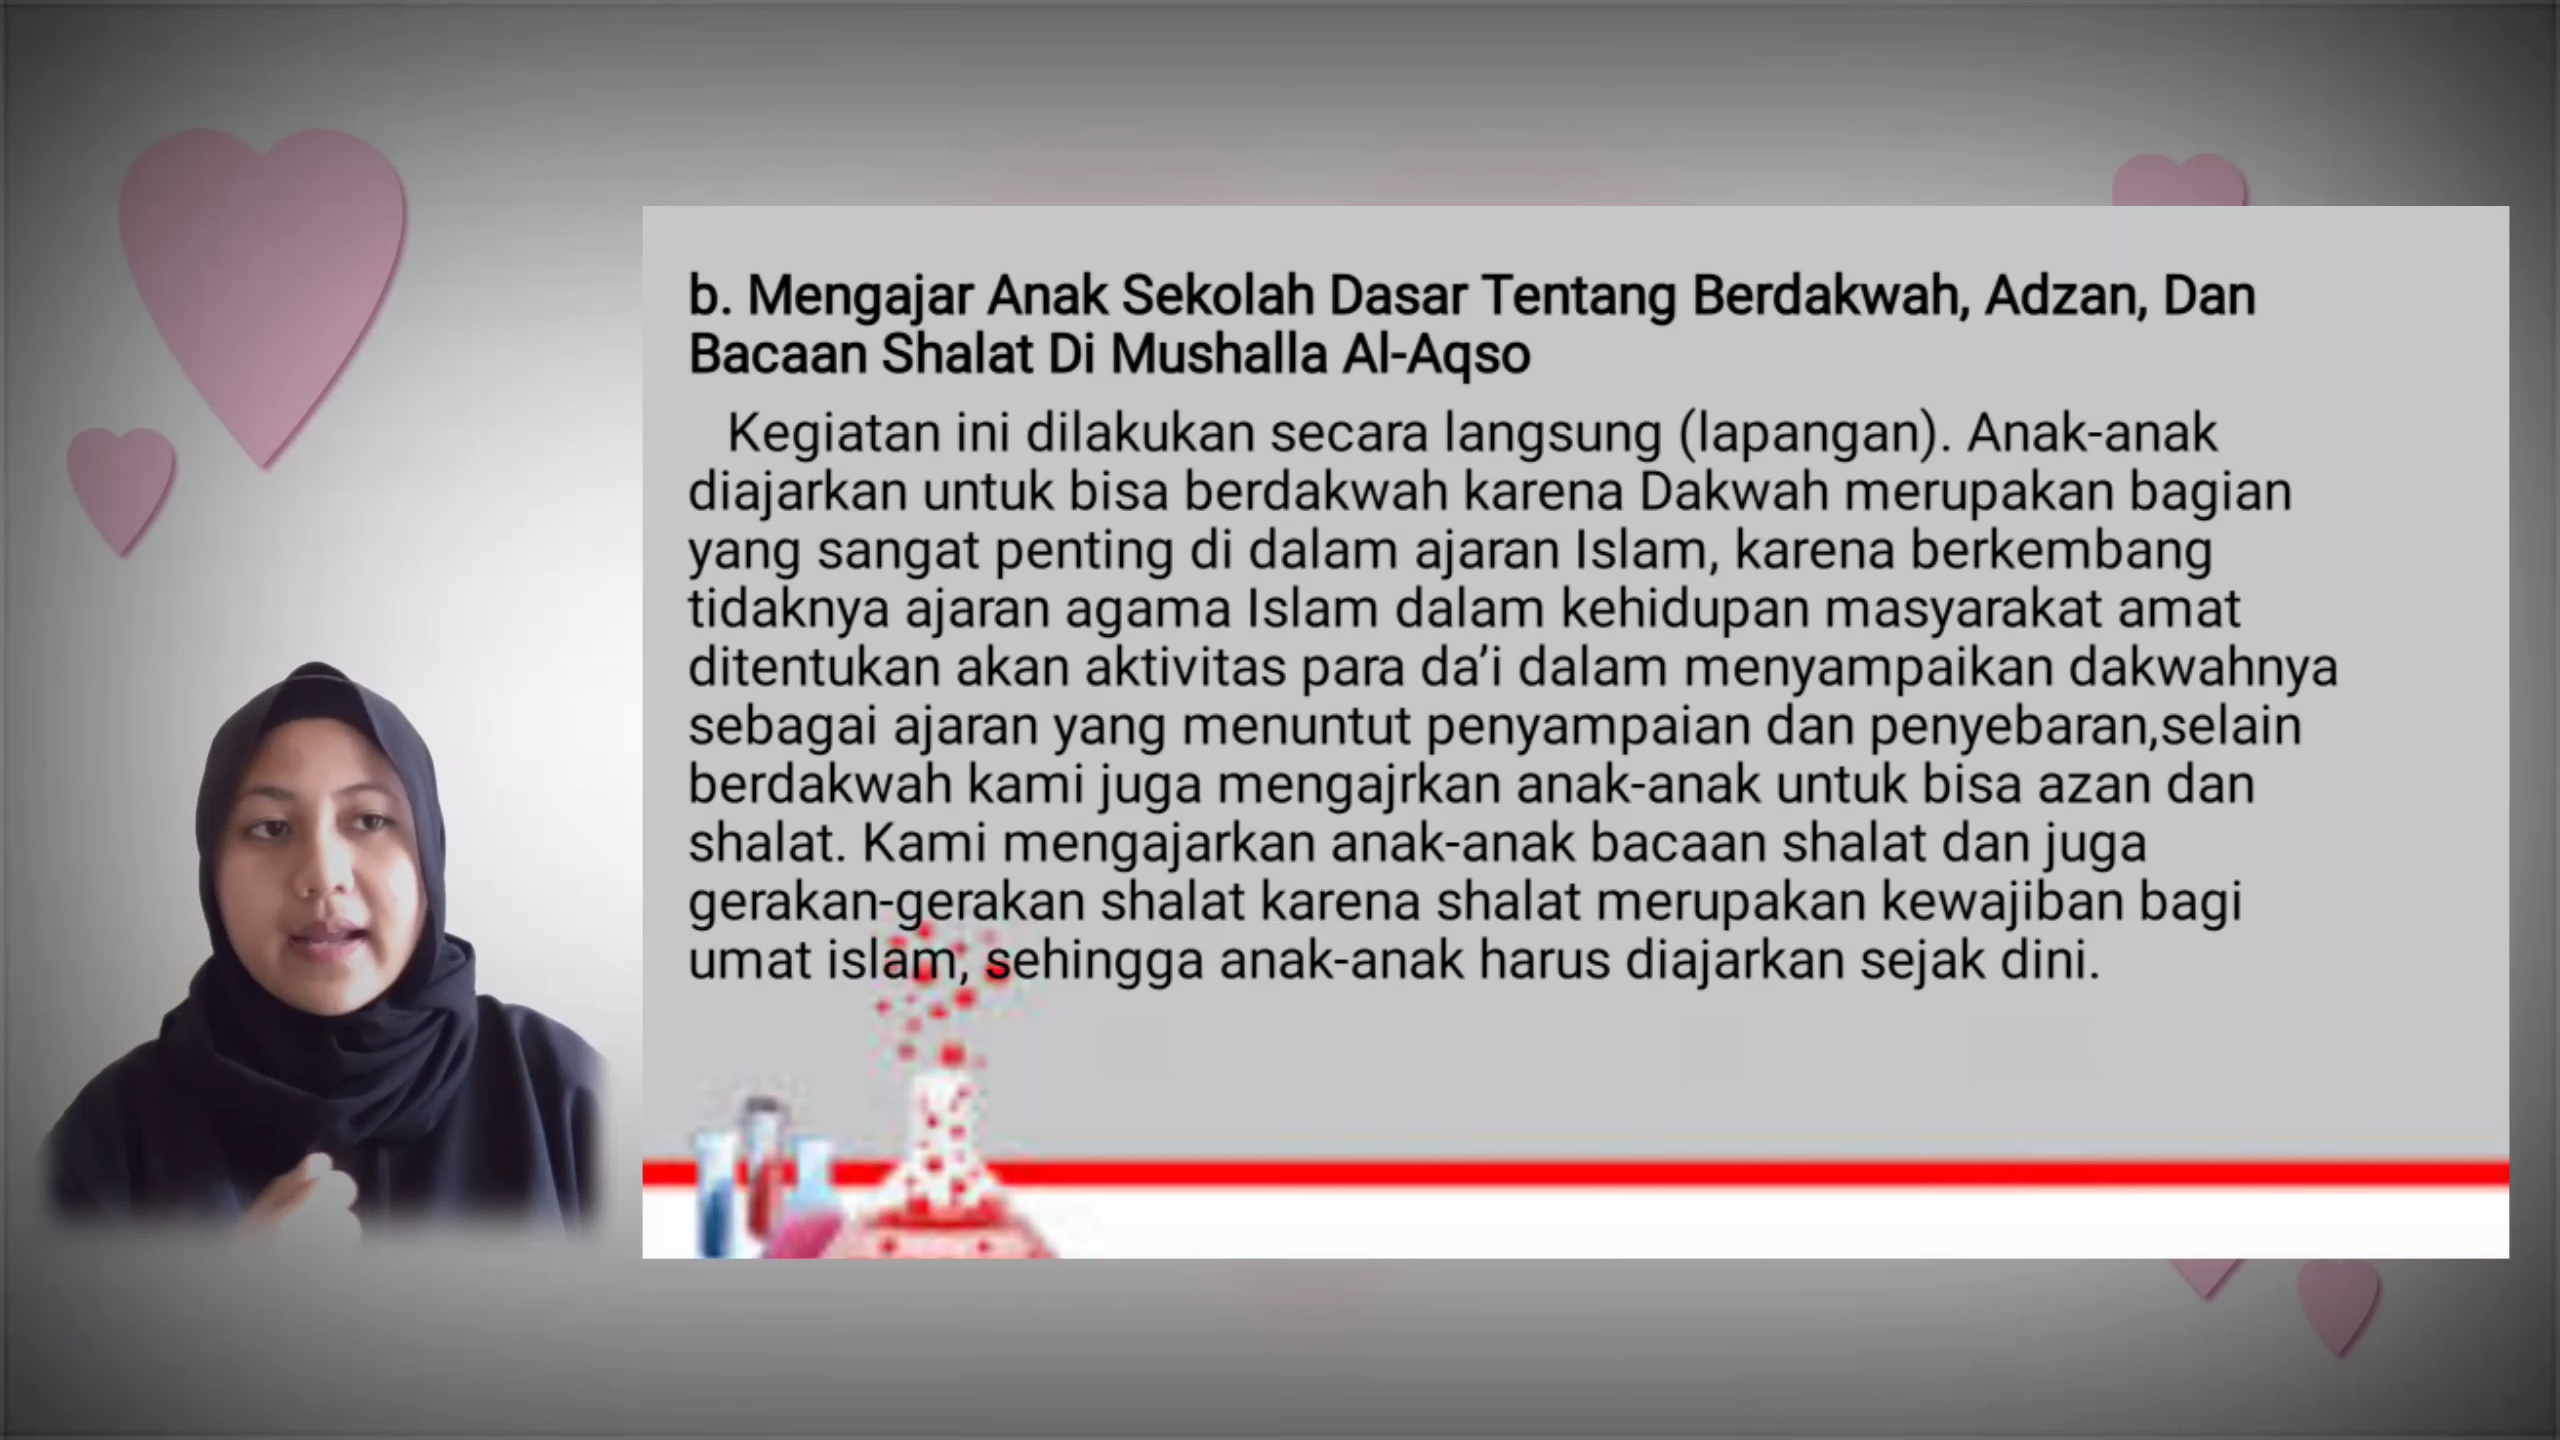 b. Mengajar Anak Sekolah Dasar Tentang Berdakwah, Adzan, Dan
Bacaan Shalat Di Mushalla Al-Aqso
Kegiatan ini dilakukan secara langsung (lapangan). Anak-anak
diajarkan untuk bisa berdakwah karena Dakwah merupakan bagian
yang sangat penting di dalam ajaran Islam, karena berkembang
tidaknya ajaran agama Islam dalam kehidupan masyarakat amat
ditentukan akan aktivitas para da’i dalam menyampaikan dakwahnya
sebagai ajaran yang menuntut penyampaian dan penyebaran,selain
berdakwah kami juga mengajrkan anak-anak untuk bisa azan dan
shalat. Kami mengajarkan anak-anak bacaan shalat dan juga
gerakan-gerakan shalat karena shalat merupakan kewajiban bagi
umat islam, sehingga anak-anak harus diajarkan sejak dini.